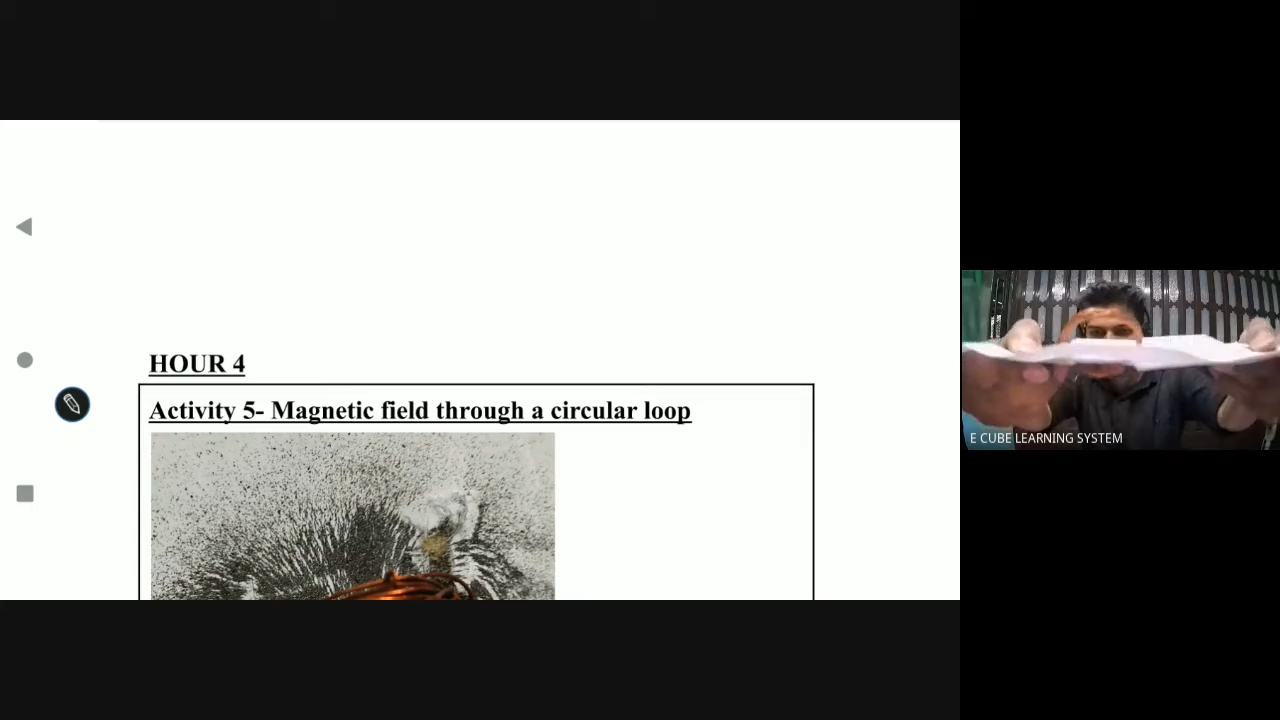 HOUR 4
Activity 5- Magnetic field through a circular loop
E CUBE LEARNING SYSTEM